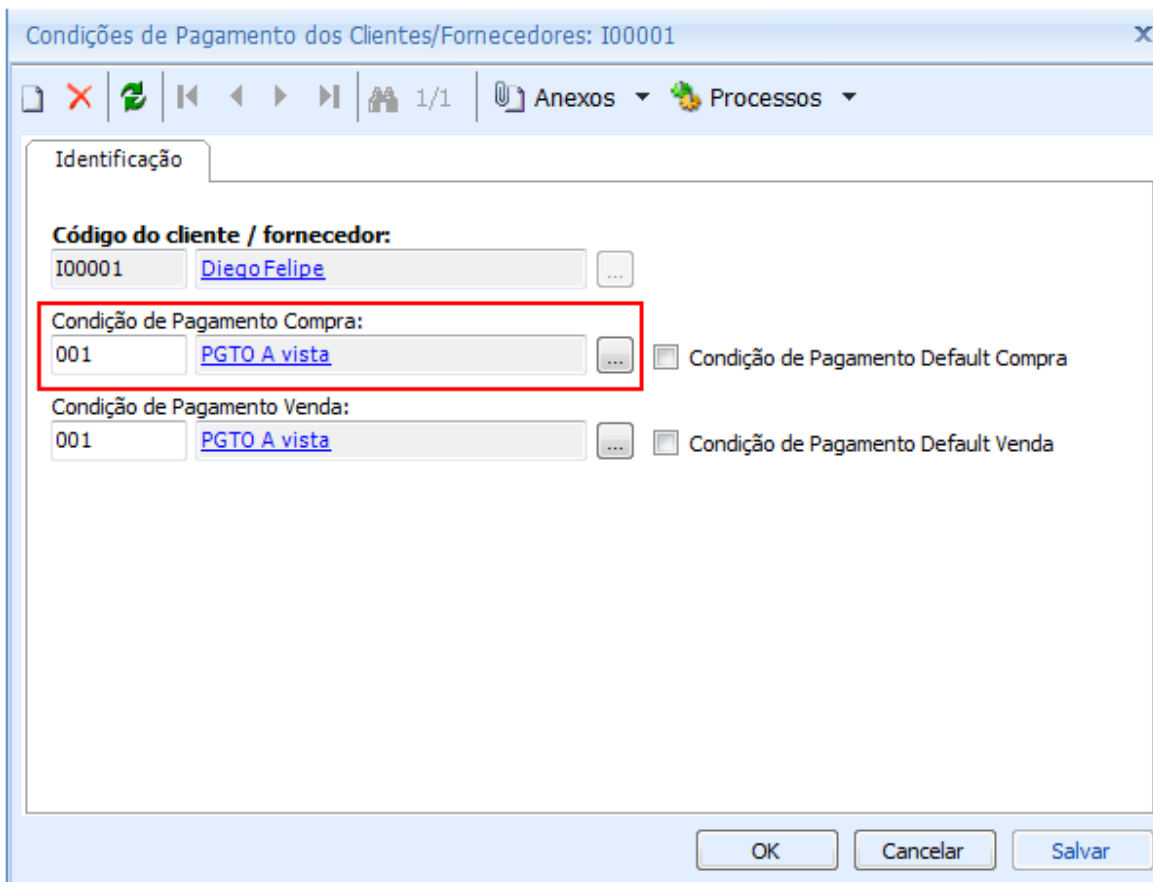 Condições de Pagamento dos Clientes/Fornecedores: I00001 x
1/1 Anexos Processos
Identificação
Código do cliente / fornecedor:
I00001 Diego Felipe ...
Condição de Pagamento Compra:
001 PGTO A vista ... Condição de Pagamento Default Compra
Condição de Pagamento Venda:
001 PGTO A vista ... Condição de Pagamento Default Venda
OK Cancelar Salvar